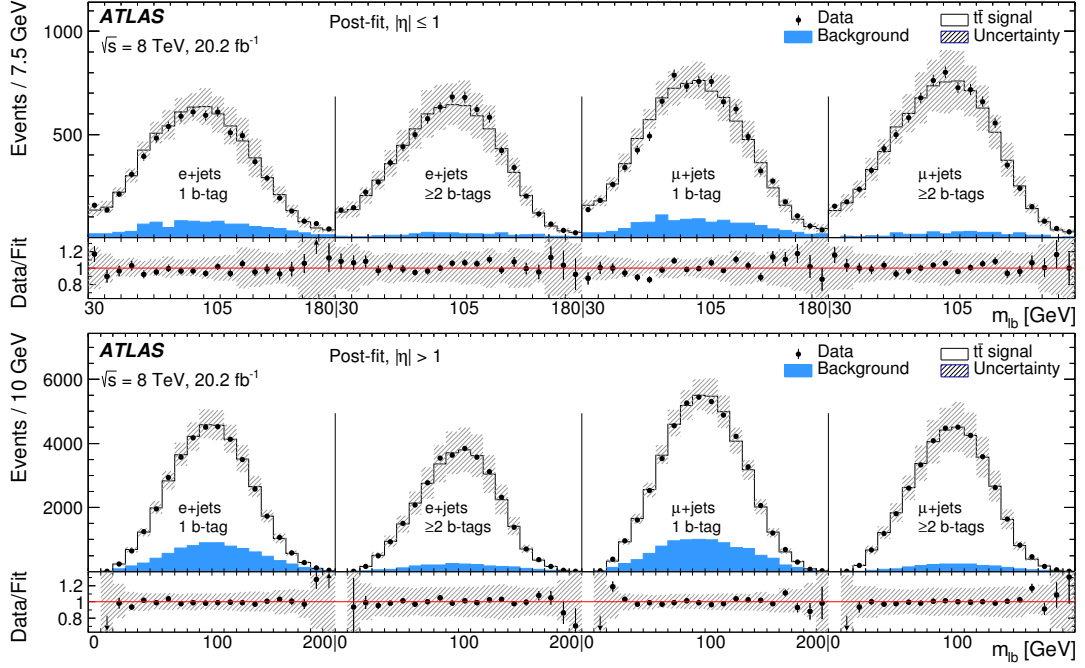 ATLAS
√s = 8 TeV, 20.2 fb⁻¹
Post-fit, |η| ≤ 1
Data
tt̄ signal
Background
Uncertainty
Events / 7.5 GeV
1000
500
e+jets
1 b-tag
e+jets
≥2 b-tags
μ+jets
1 b-tag
μ+jets
≥2 b-tags
Data/Fit
1.2
1
0.8
30 105 180|30 105 180|30 105 180|30 105
m_lb [GeV]
ATLAS
√s = 8 TeV, 20.2 fb⁻¹
Post-fit, |η| > 1
Data
tt̄ signal
Background
Uncertainty
Events / 10 GeV
6000
4000
2000
e+jets
1 b-tag
e+jets
≥2 b-tags
μ+jets
1 b-tag
μ+jets
≥2 b-tags
Data/Fit
1.2
1
0.8
0 100 200|0 100 200|0 100 200|0 100
m_lb [GeV]